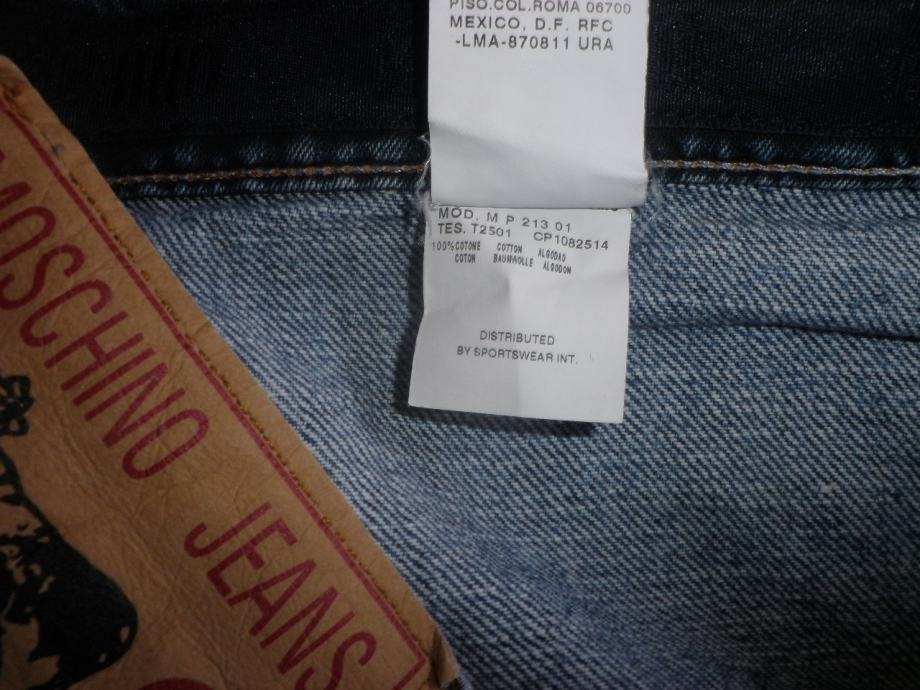 PISO.COL.ROMA 06700
MEXICO, D.F. RFC
-LMA-870811 URA
MOD. M P 213 01
TES. T2501 CP1082514
100%COTONE COTTON ALGODAO
COTON BAUMWOLLE ALGODON
DISTRIBUTED
BY SPORTSWEAR INT.
MOSCHINO JEANS